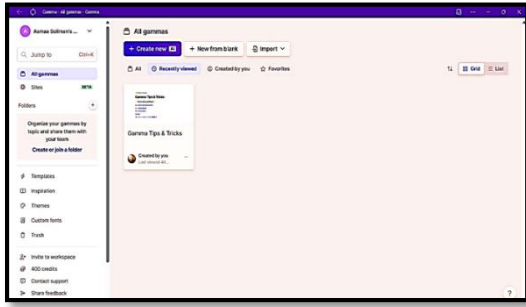 Gamma - All gammas - Gamma
Asmaa Soliman's ...
Jump to Ctrl+K
All gammas
Sites BETA
Folders
Organize your gammas by
topic and share them with
your team
Create or join a folder
Templates
Inspiration
Themes
Custom fonts
Trash
Invite to workspace
400 credits
Contact support
Share feedback
All gammas
+ Create new AI
+ New from blank
Import
All
Recently viewed
Created by you
Favorites
Grid
List
Gamma Tips & Tricks
Gamma Tips & Tricks
Created by you
?